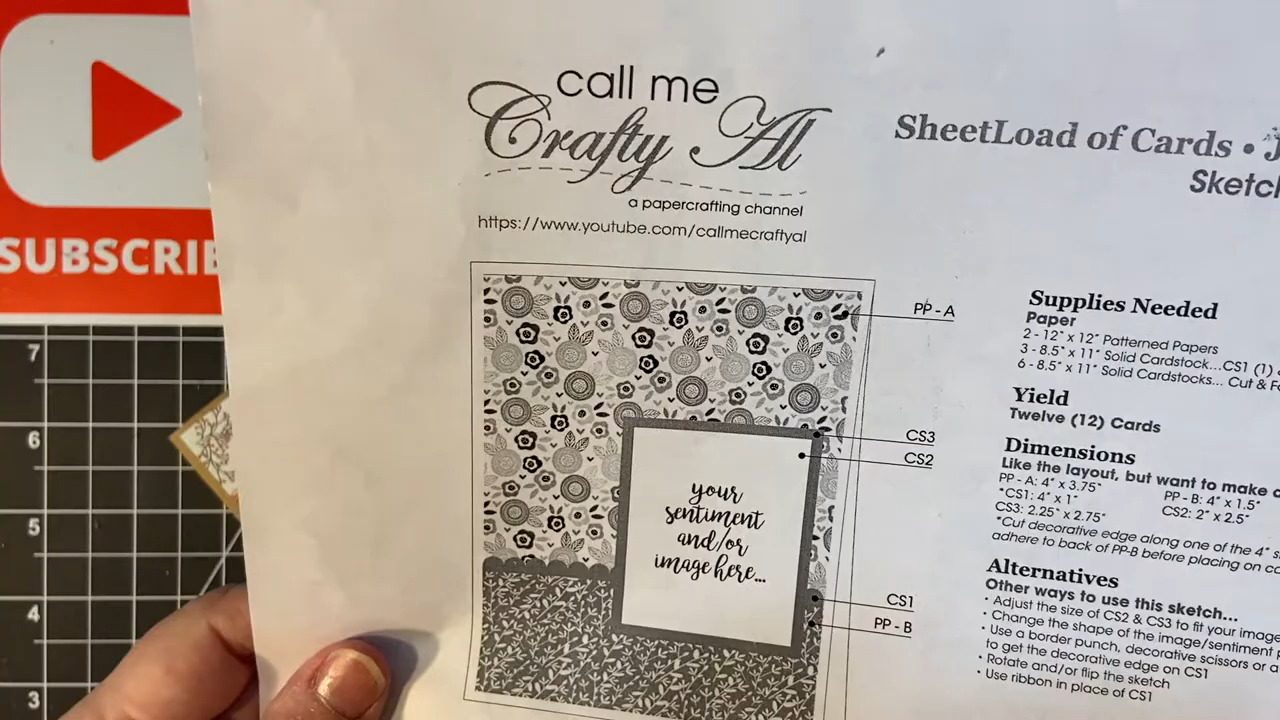 SUBSCRIBE
call me
Crafty Al
a papercrafting channel
https://www.youtube.com/callmecraftyal
SheetLoad of Cards •
Sketch
PP - A
CS3
CS2
your
sentiment
and/or
image here...
CS1
PP - B
Supplies Needed
Paper
2 - 12" x 12" Patterned Papers
3 - 8.5" x 11" Solid Cardstock...CS1 (1)
6 - 8.5" x 11" Solid Cardstocks... Cut &
Yield
Twelve (12) Cards
Dimensions
Like the layout, but want to make
PP - A: 4" x 3.75" PP - B: 4" x 1.5"
*CS1: 4" x 1" CS2: 2" x 2.5"
CS3: 2.25" x 2.75"
*Cut decorative edge along one of the 4"
adhere to back of PP-B before placing on
Alternatives
Other ways to use this sketch...
• Adjust the size of CS2 & CS3 to fit your image
• Change the shape of the image/sentiment
• Use a border punch, decorative scissors or a
to get the decorative edge on CS1
• Rotate and/or flip the sketch
• Use ribbon in place of CS1
7
6
5
4
3